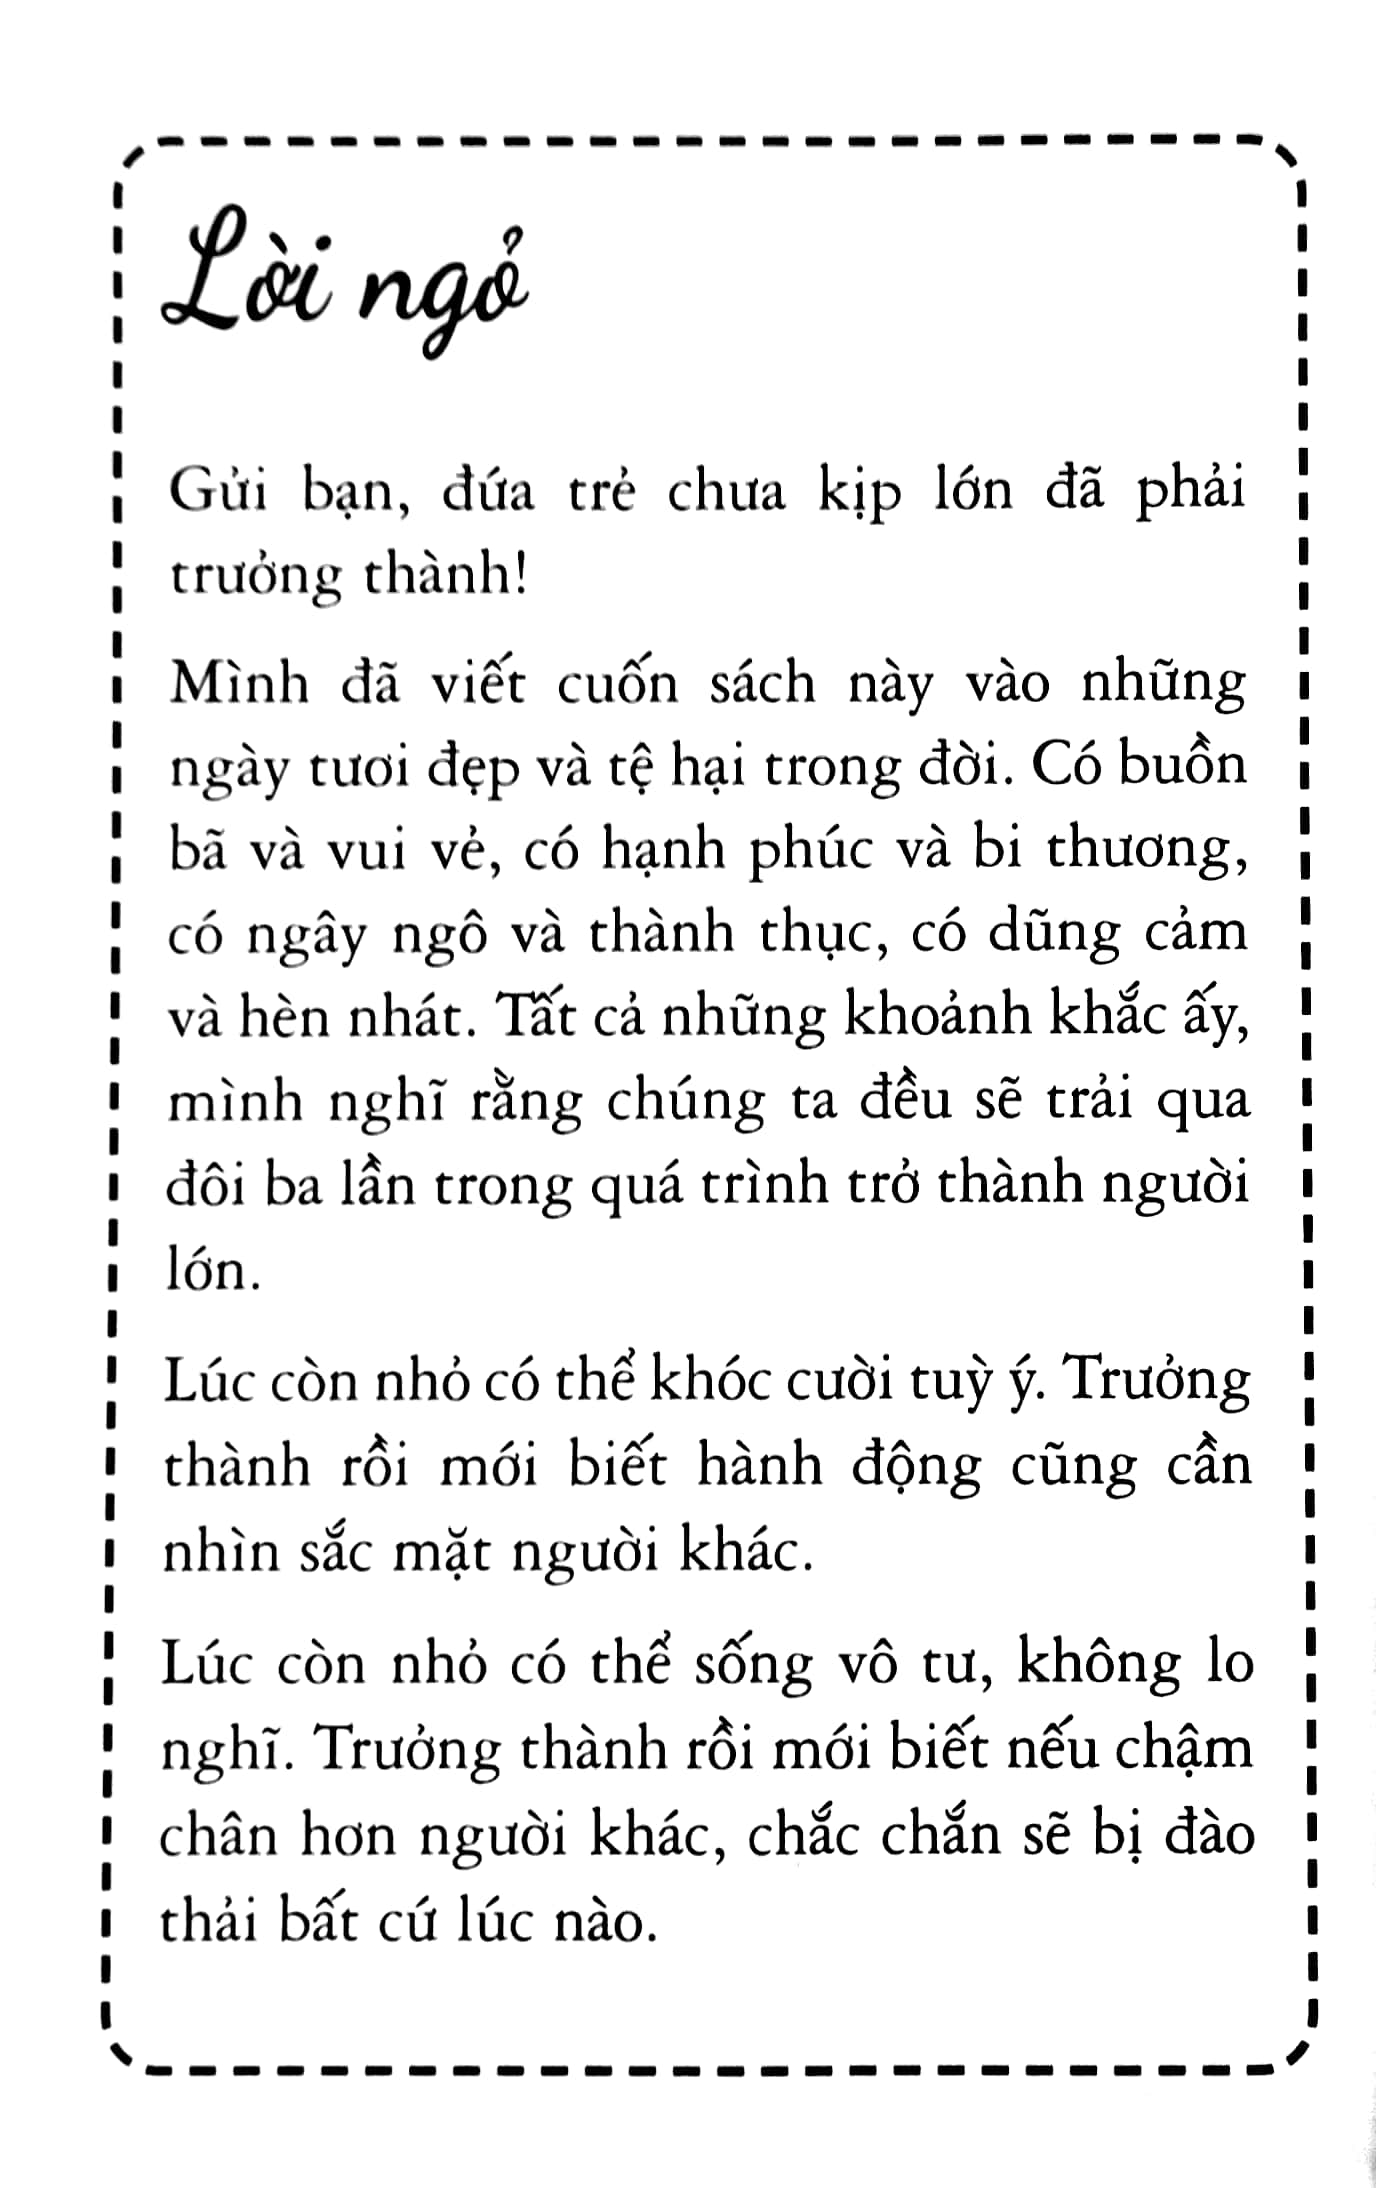 Lời ngỏ
Gửi bạn, đứa trẻ chưa kịp lớn đã phải
trưởng thành!
Mình đã viết cuốn sách này vào những
ngày tươi đẹp và tệ hại trong đời. Có buồn
bã và vui vẻ, có hạnh phúc và bi thương,
có ngây ngô và thành thục, có dũng cảm
và hèn nhát. Tất cả những khoảnh khắc ấy,
mình nghĩ rằng chúng ta đều sẽ trải qua
đôi ba lần trong quá trình trở thành người
lớn.
Lúc còn nhỏ có thể khóc cười tuỳ ý. Trưởng
thành rồi mới biết hành động cũng cần
nhìn sắc mặt người khác.
Lúc còn nhỏ có thể sống vô tư, không lo
nghĩ. Trưởng thành rồi mới biết nếu chậm
chân hơn người khác, chắc chắn sẽ bị đào
thải bất cứ lúc nào.